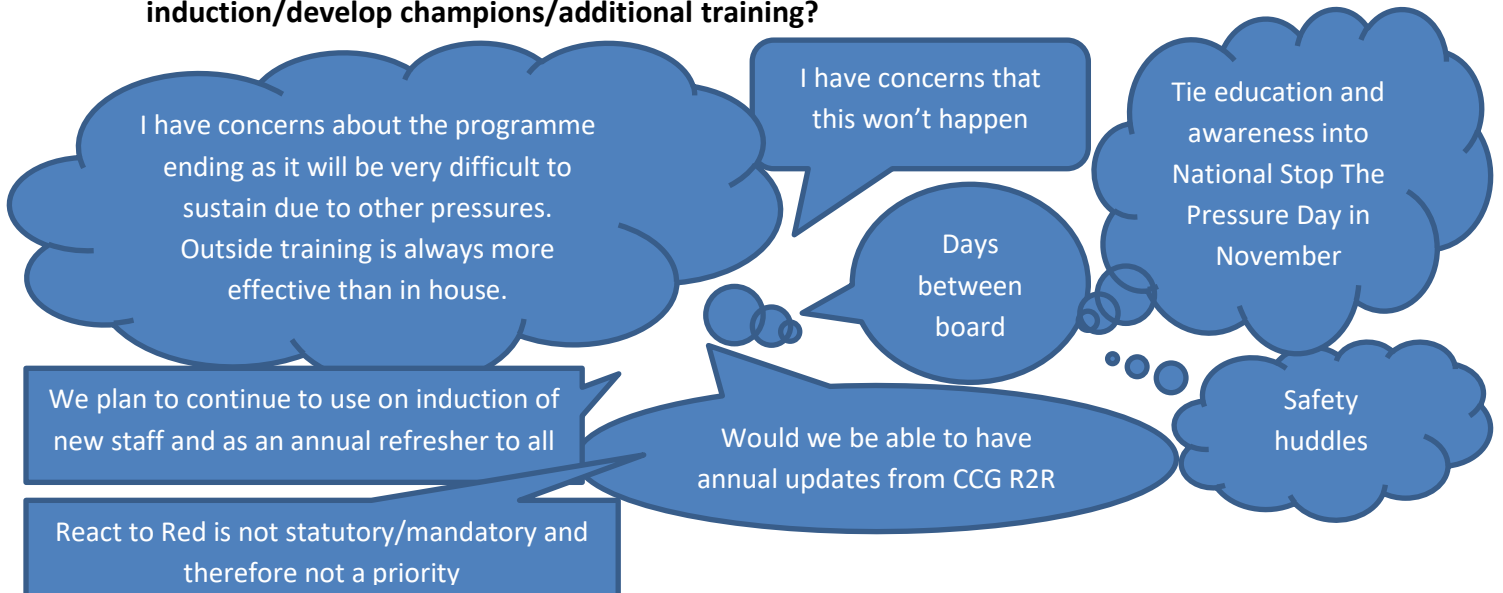 induction/develop champions/additional training?
I have concerns about the programme
ending as it will be very difficult to
sustain due to other pressures.
Outside training is always more
effective than in house.
I have concerns that
this won’t happen
Tie education and
awareness into
National Stop The
Pressure Day in
November
Days
between
board
We plan to continue to use on induction of
new staff and as an annual refresher to all
Would we be able to have
annual updates from CCG R2R
Safety
huddles
React to Red is not statutory/mandatory and
therefore not a priority